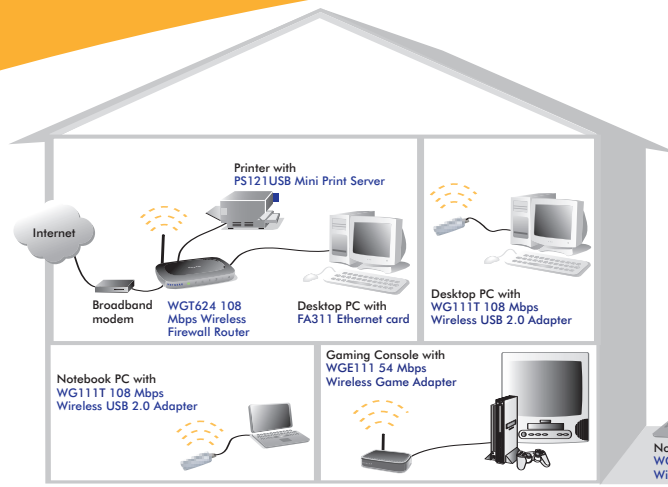 Printer with
PS121USB Mini Print Server
Internet
Broadband
modem
WGT624 108
Mbps Wireless
Firewall Router
Desktop PC with
FA311 Ethernet card
Desktop PC with
WG111T 108 Mbps
Wireless USB 2.0 Adapter
Notebook PC with
WG111T 108 Mbps
Wireless USB 2.0 Adapter
Gaming Console with
WGE111 54 Mbps
Wireless Game Adapter